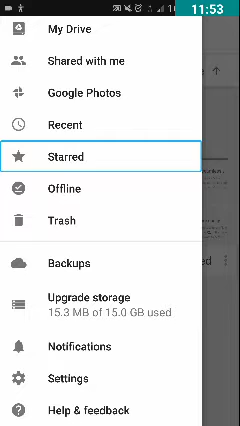 11:53
My Drive
Shared with me
Google Photos
Recent
Starred
Offline
Trash
Backups
Upgrade storage
15.3 MB of 15.0 GB used
Notifications
Settings
Help & feedback